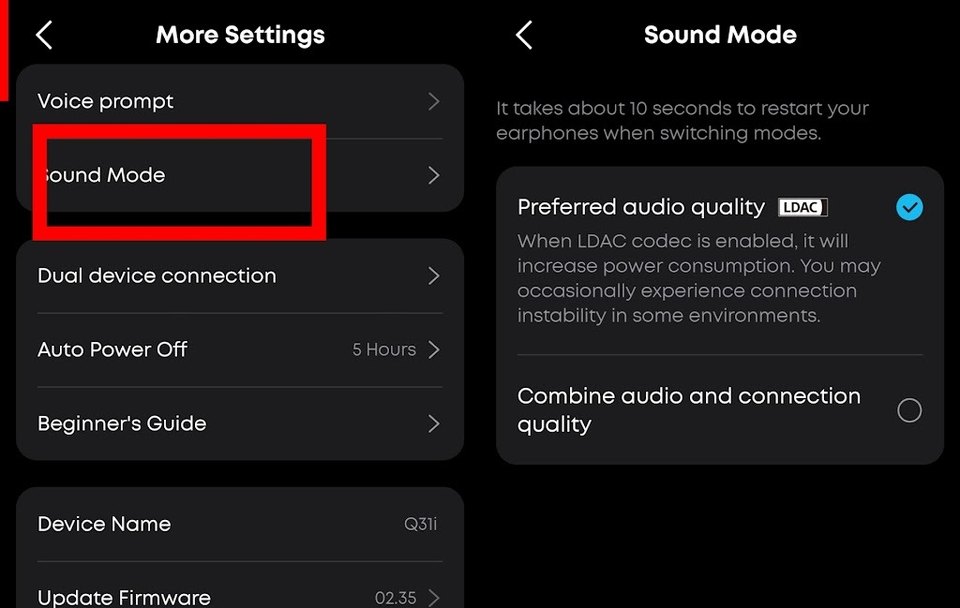 More Settings
Voice prompt
Sound Mode
Dual device connection
Auto Power Off 5 Hours
Beginner's Guide
Device Name Q31i
Update Firmware 02.35
Sound Mode
It takes about 10 seconds to restart your
earphones when switching modes.
Preferred audio quality LDAC
When LDAC codec is enabled, it will
increase power consumption. You may
occasionally experience connection
instability in some environments.
Combine audio and connection
quality